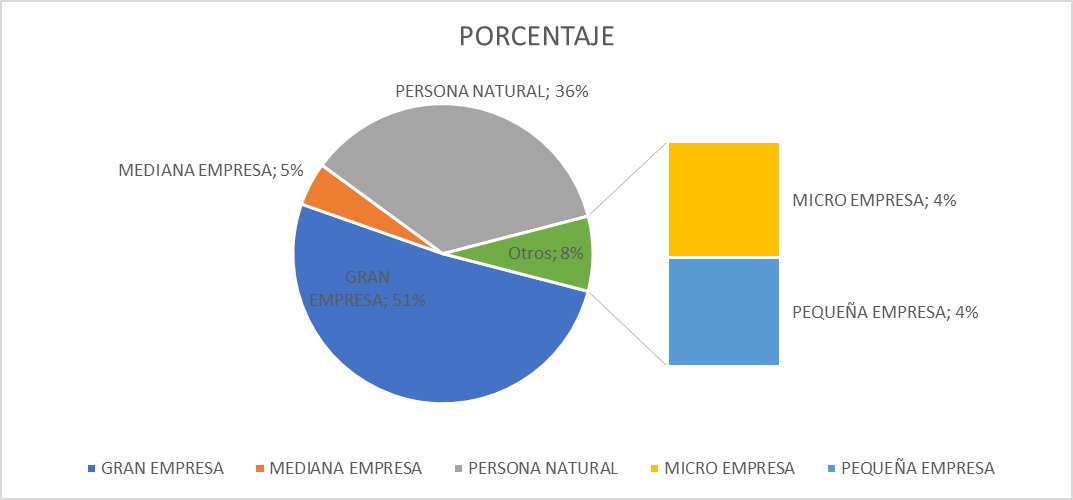 PORCENTAJE
PERSONA NATURAL; 36%
MEDIANA EMPRESA; 5%
MICRO EMPRESA; 4%
Otros; 8%
GRAN
EMPRESA; 51%
PEQUEÑA EMPRESA; 4%
GRAN EMPRESA MEDIANA EMPRESA PERSONA NATURAL MICRO EMPRESA PEQUEÑA EMPRESA